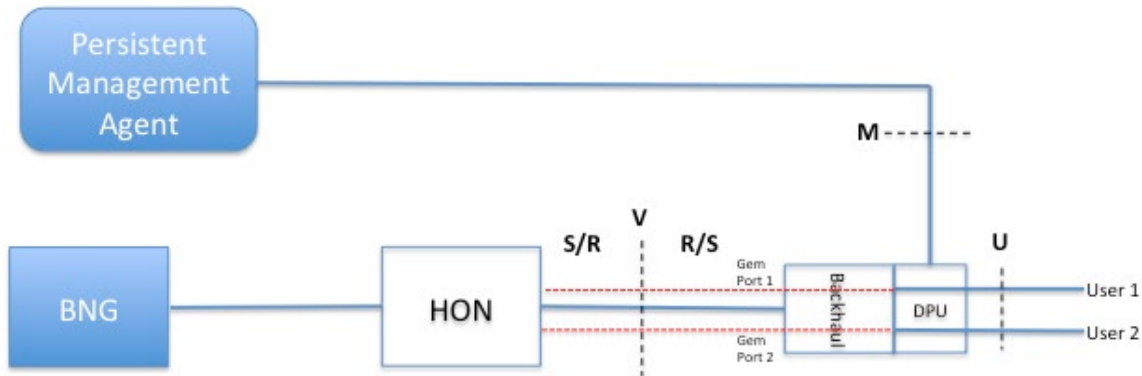 Persistent
Management
Agent
M
V
S/R
R/S
U
Gem
Port 1
BNG
HON
Backhaul
DPU
User 1
User 2
Gem
Port 2